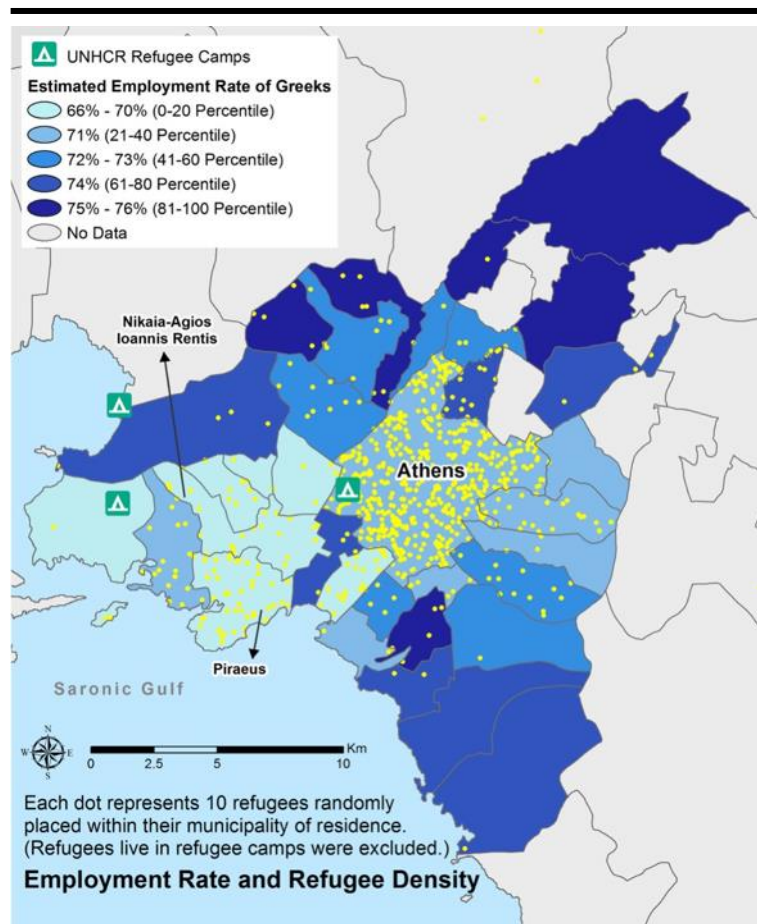 UNHCR Refugee Camps
Estimated Employment Rate of Greeks
66% - 70% (0-20 Percentile)
71% (21-40 Percentile)
72% - 73% (41-60 Percentile)
74% (61-80 Percentile)
75% - 76% (81-100 Percentile)
No Data
Nikaia-Agios
Ioannis Rentis
Athens
Piraeus
Saronic Gulf
N
W E
S
Km
0 2.5 5 10
Each dot represents 10 refugees randomly
placed within their municipality of residence.
(Refugees live in refugee camps were excluded.)
Employment Rate and Refugee Density